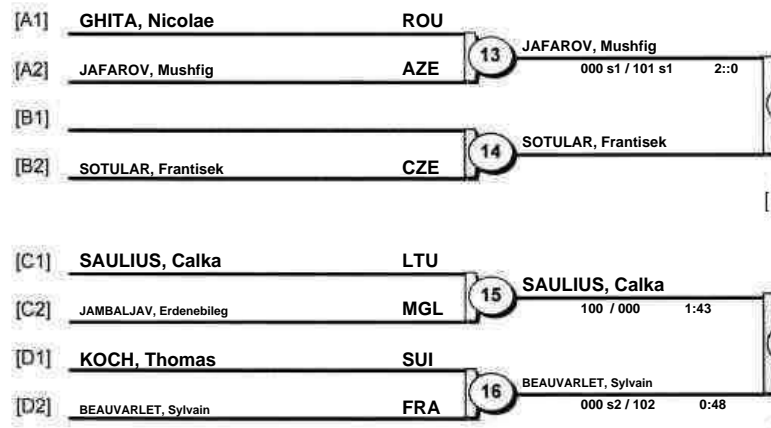 [A1] GHITA, Nicolae ROU
13 JAFAROV, Mushfig
[A2] JAFAROV, Mushfig AZE 000 s1 / 101 s1 2::0
[B1]
14 SOTULAR, Frantisek
[B2] SOTULAR, Frantisek CZE
[
[C1] SAULIUS, Calka LTU
15 SAULIUS, Calka
[C2] JAMBALJAV, Erdenebileg MGL 100 / 000 1:43
[D1] KOCH, Thomas SUI
16 BEAUVARLET, Sylvain
[D2] BEAUVARLET, Sylvain FRA 000 s2 / 102 0:48